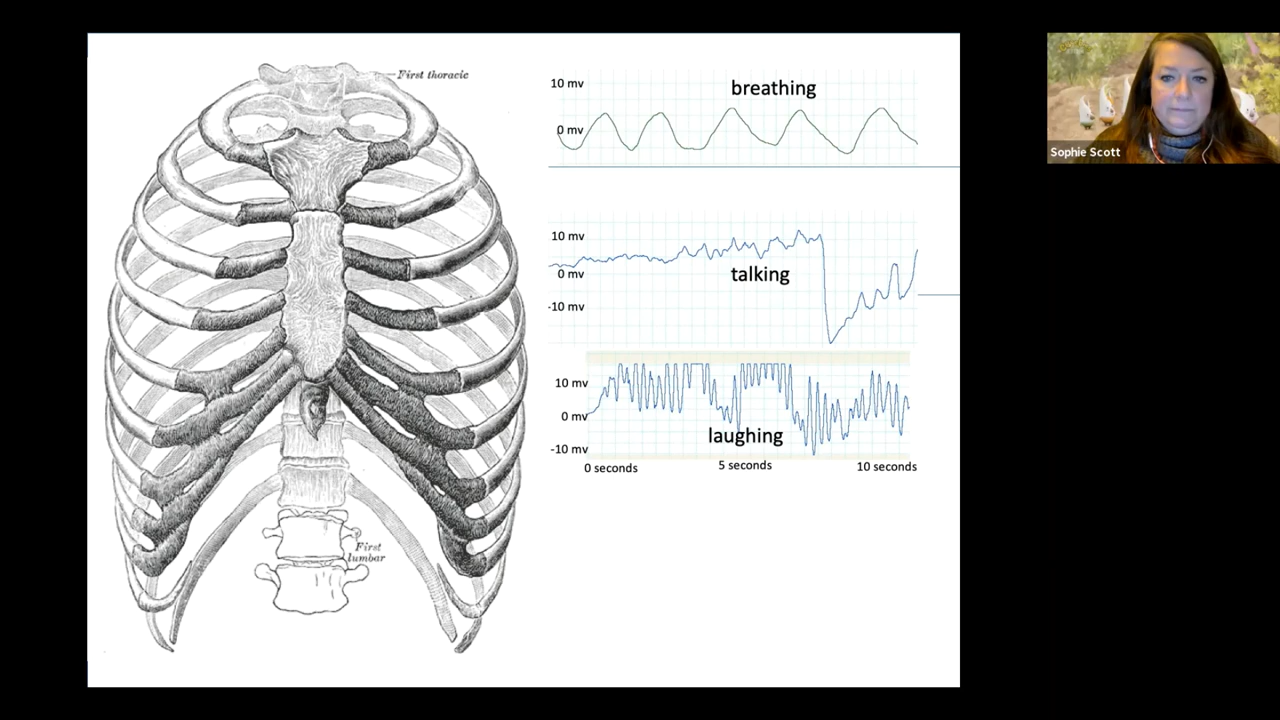 First thoracic
First
lumbar
10 mv
breathing
0 mv
10 mv
0 mv
talking
-10 mv
10 mv
0 mv
laughing
-10 mv
0 seconds
5 seconds
10 seconds
Sophie Scott